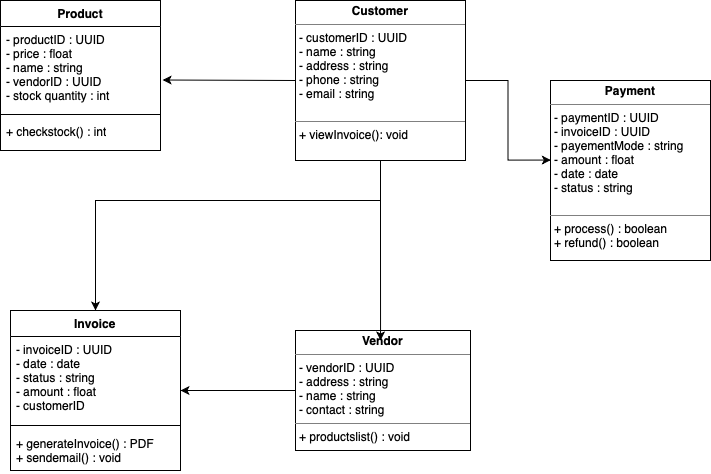 Product
- productID : UUID
- price : float
- name : string
- vendorID : UUID
- stock quantity : int
+ checkstock() : int
Customer
- customerID : UUID
- name : string
- address : string
- phone : string
- email : string
+ viewInvoice(): void
Payment
- paymentID : UUID
- invoiceID : UUID
- payementMode : string
- amount : float
- date : date
- status : string
+ process() : boolean
+ refund() : boolean
Invoice
- invoiceID : UUID
- date : date
- status : string
- amount : float
- customerID
+ generateInvoice() : PDF
+ sendemail() : void
Vendor
- vendorID : UUID
- address : string
- name : string
- contact : string
+ productslist() : void